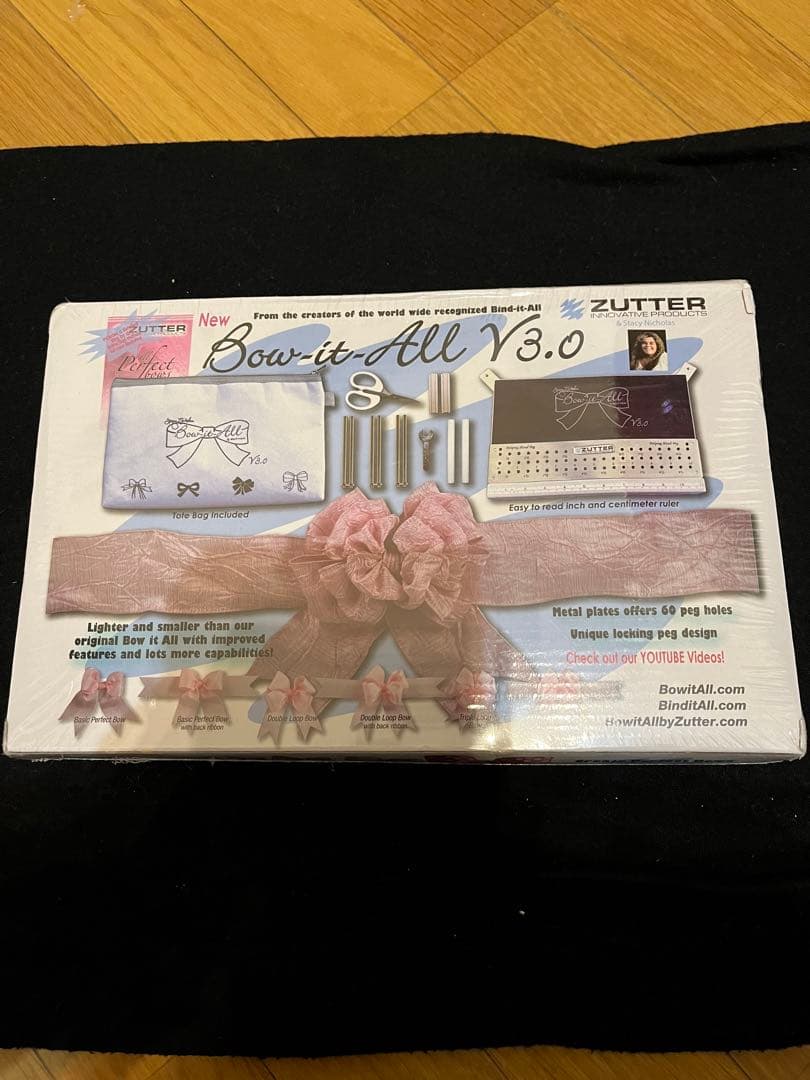 From the creators of the world wide recognized Bind-it-All
ZUTTER
INNOVATIVE PRODUCTS
& Stacy Nicholas
New
Bow-it-All V3.0
ZUTTER
Perfect
bows
Bow-it-All
V3.0
Tote Bag Included
Bow-it-All
V3.0
ZUTTER
Easy to read inch and centimeter ruler
Lighter and smaller than our
original Bow it All with improved
features and lots more capabilities!
Metal plates offers 60 peg holes
Unique locking peg design
Check out our YOUTUBE Videos!
BowitAll.com
BinditAll.com
BowitAllbyZutter.com
Basic Perfect Bow
Basic Perfect Bow
with back ribbon
Double Loop Bow
Double Loop Bow
with back ribbon
Triple Loop